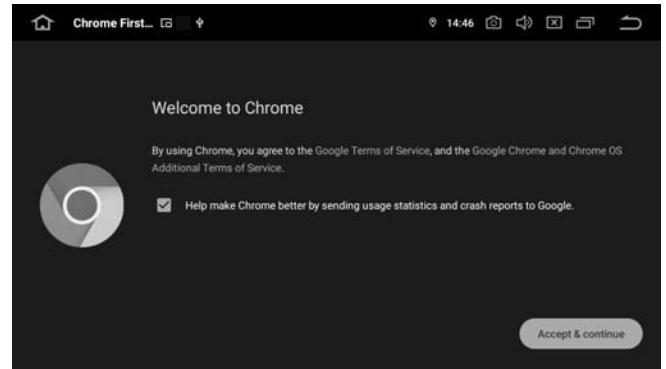 Chrome First... 14:46
Welcome to Chrome
By using Chrome, you agree to the Google Terms of Service, and the Google Chrome and Chrome OS
Additional Terms of Service.
Help make Chrome better by sending usage statistics and crash reports to Google.
Accept & continue